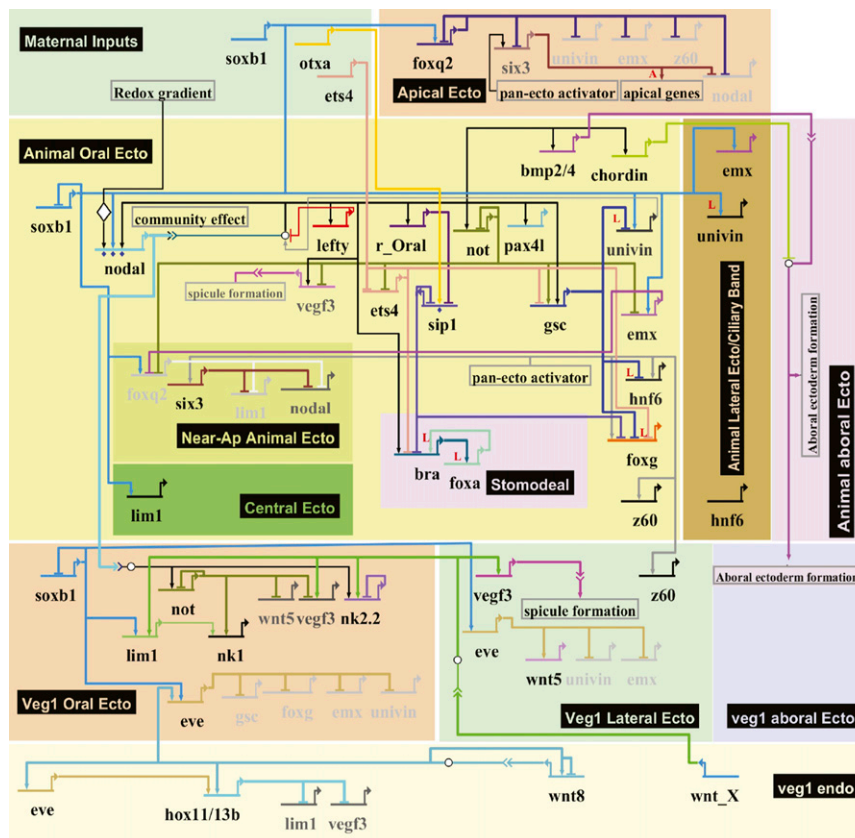 Maternal Inputs
soxb1
otxa
ets4
Redox gradient
foxq2
six3
univin
emx
z60
nodal
A
Apical Ecto
pan-ecto activator
apical genes
Animal Oral Ecto
bmp2/4
chordin
emx
soxb1
community effect
nodal
L
lefty
r_Oral
not
pax4l
L
univin
L
univin
spicule formation
vegf3
ets4
sip1
gsc
emx
foxq2
six3
lim1
nodal
pan-ecto activator
L
hnf6
Near-Ap Animal Ecto
L
bra
L
foxa
Stomodeal
L
foxg
lim1
Central Ecto
z60
hnf6
Animal Lateral Ecto/Ciliary Band
Aboral ectoderm formation
Animal aboral Ecto
soxb1
not
wnt5
vegf3
nk2.2
lim1
nk1
eve
gsc
foxg
emx
univin
Veg1 Oral Ecto
vegf3
spicule formation
z60
eve
wnt5
univin
emx
Veg1 Lateral Ecto
Aboral ectoderm formation
veg1 aboral Ecto
eve
hox11/13b
lim1
vegf3
wnt8
wnt_X
veg1 endo